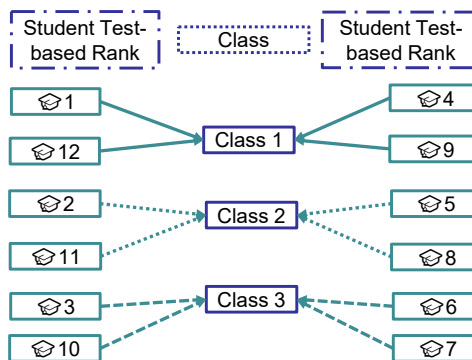 Student Test-
based Rank
Class
Student Test-
based Rank
1
4
12
Class 1
9
2
5
Class 2
11
8
3
Class 3
6
10
7